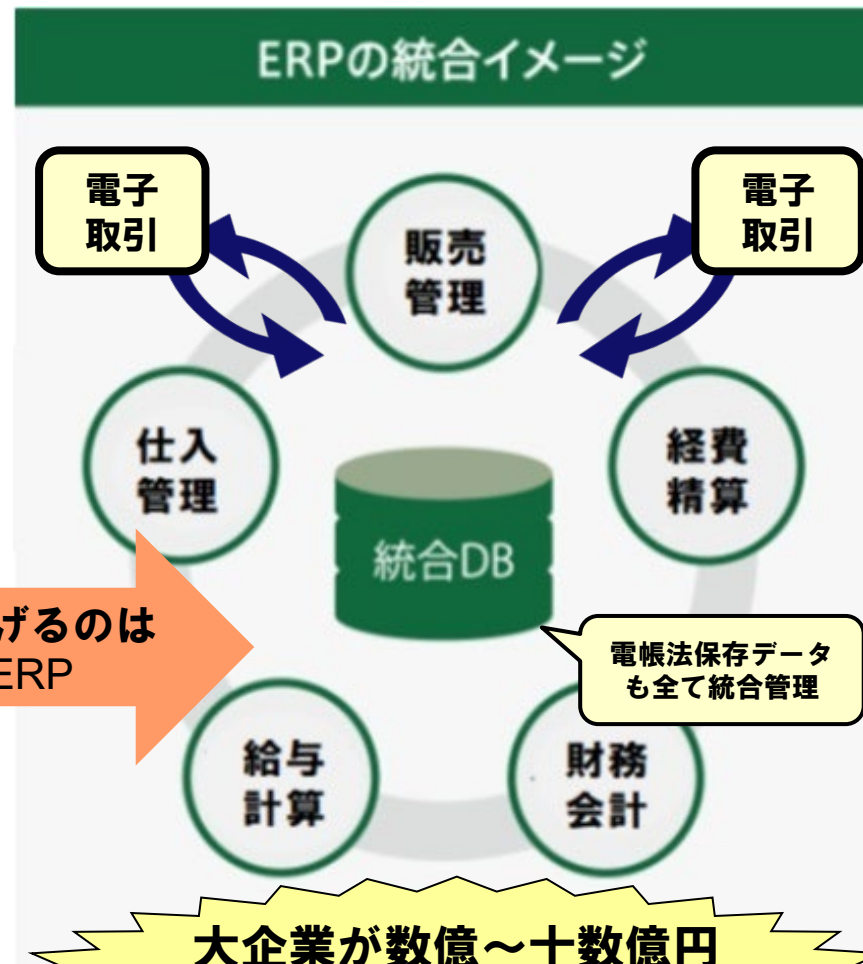 ERPの統合イメージ
電子
取引
電子
取引
販売
管理
仕入
管理
経費
精算
統合DB
げるのは
ERP
電帳法保存データ
も全て統合管理
給与
計算
財務
会計
大企業が数億～十数億円